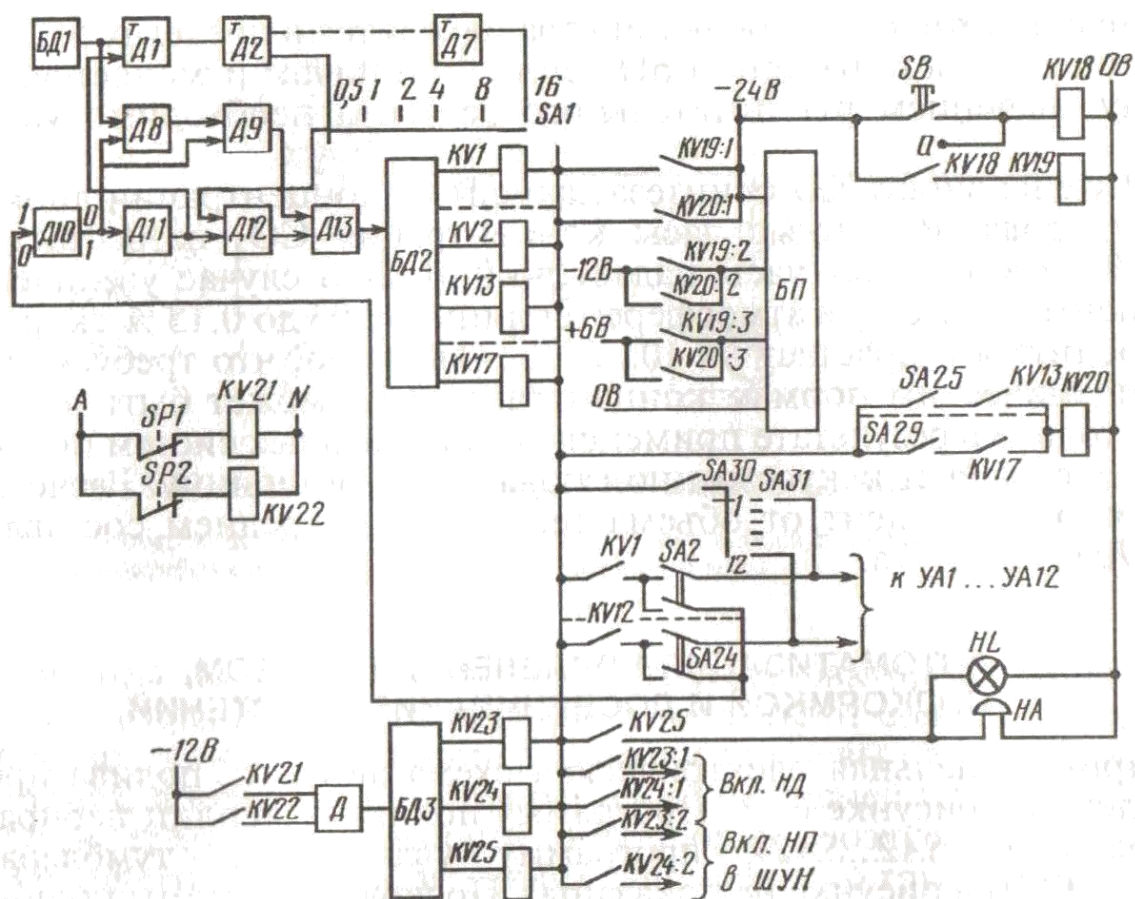 БД1
Т Д1
Т Д2
Т Д7
0,5 1 2 4 8 16
SA1
Д8
Д9
1
0
Д10
0
1
Д11
Д12
Д13
БД2
KV1
KV2
KV13
KV17
-24В
SB
KV18
0В
а
KV18
KV19
KV19:1
KV20:1
-12В
KV19:2
KV20:2
+6В
KV19:3
KV20:3
0В
БП
SA25
KV13
KV20
SA29
KV17
A
SP1
KV21
N
SP2
KV22
SA30
SA31
1
12
KV1
SA2
KV12
SA24
к УА1 ... УА12
HL
HA
KV25
-12В
KV21
KV22
Д
БД3
KV23
KV24
KV25
KV23:1
KV24:1
Вкл. НД
KV23:2
KV24:2
Вкл. НП
в ШУН